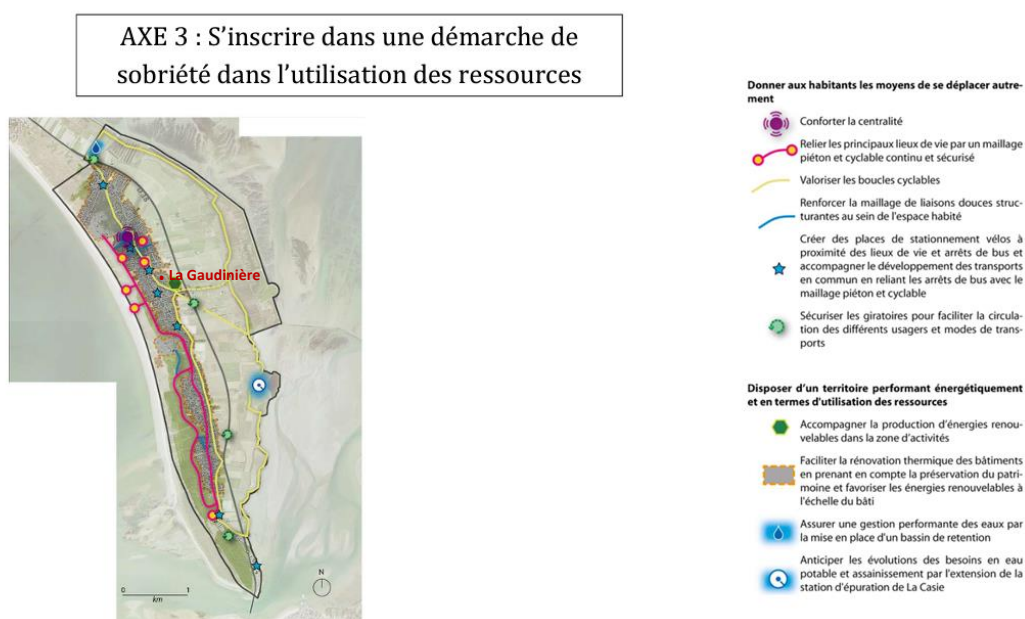 AXE 3 : S’inscrire dans une démarche de
sobriété dans l’utilisation des ressources
La Gaudinière
0
1
km
N
Donner aux habitants les moyens de se déplacer autre-
ment
Conforter la centralité
Relier les principaux lieux de vie par un maillage
piéton et cyclable continu et sécurisé
Valoriser les boucles cyclables
Renforcer la maillage de liaisons douces struc-
turantes au sein de l'espace habité
Créer des places de stationnement vélos à
proximité des lieux de vie et arrêts de bus et
accompagner le développement des transports
en commun en reliant les arrêts de bus avec le
maillage piéton et cyclable
Sécuriser les giratoires pour faciliter la circula-
tion des différents usagers et modes de trans-
ports
Disposer d’un territoire performant énergétiquement
et en termes d'utilisation des ressources
Accompagner la production d'énergies renou-
velables dans la zone d'activités
Faciliter la rénovation thermique des bâtiments
en prenant en compte la préservation du patri-
moine et favoriser les énergies renouvelables à
l'échelle du bâti
Assurer une gestion performante des eaux par
la mise en place d'un bassin de retention
Anticiper les évolutions des besoins en eau
potable et assainissement par l'extension de la
station d'épuration de La Casie